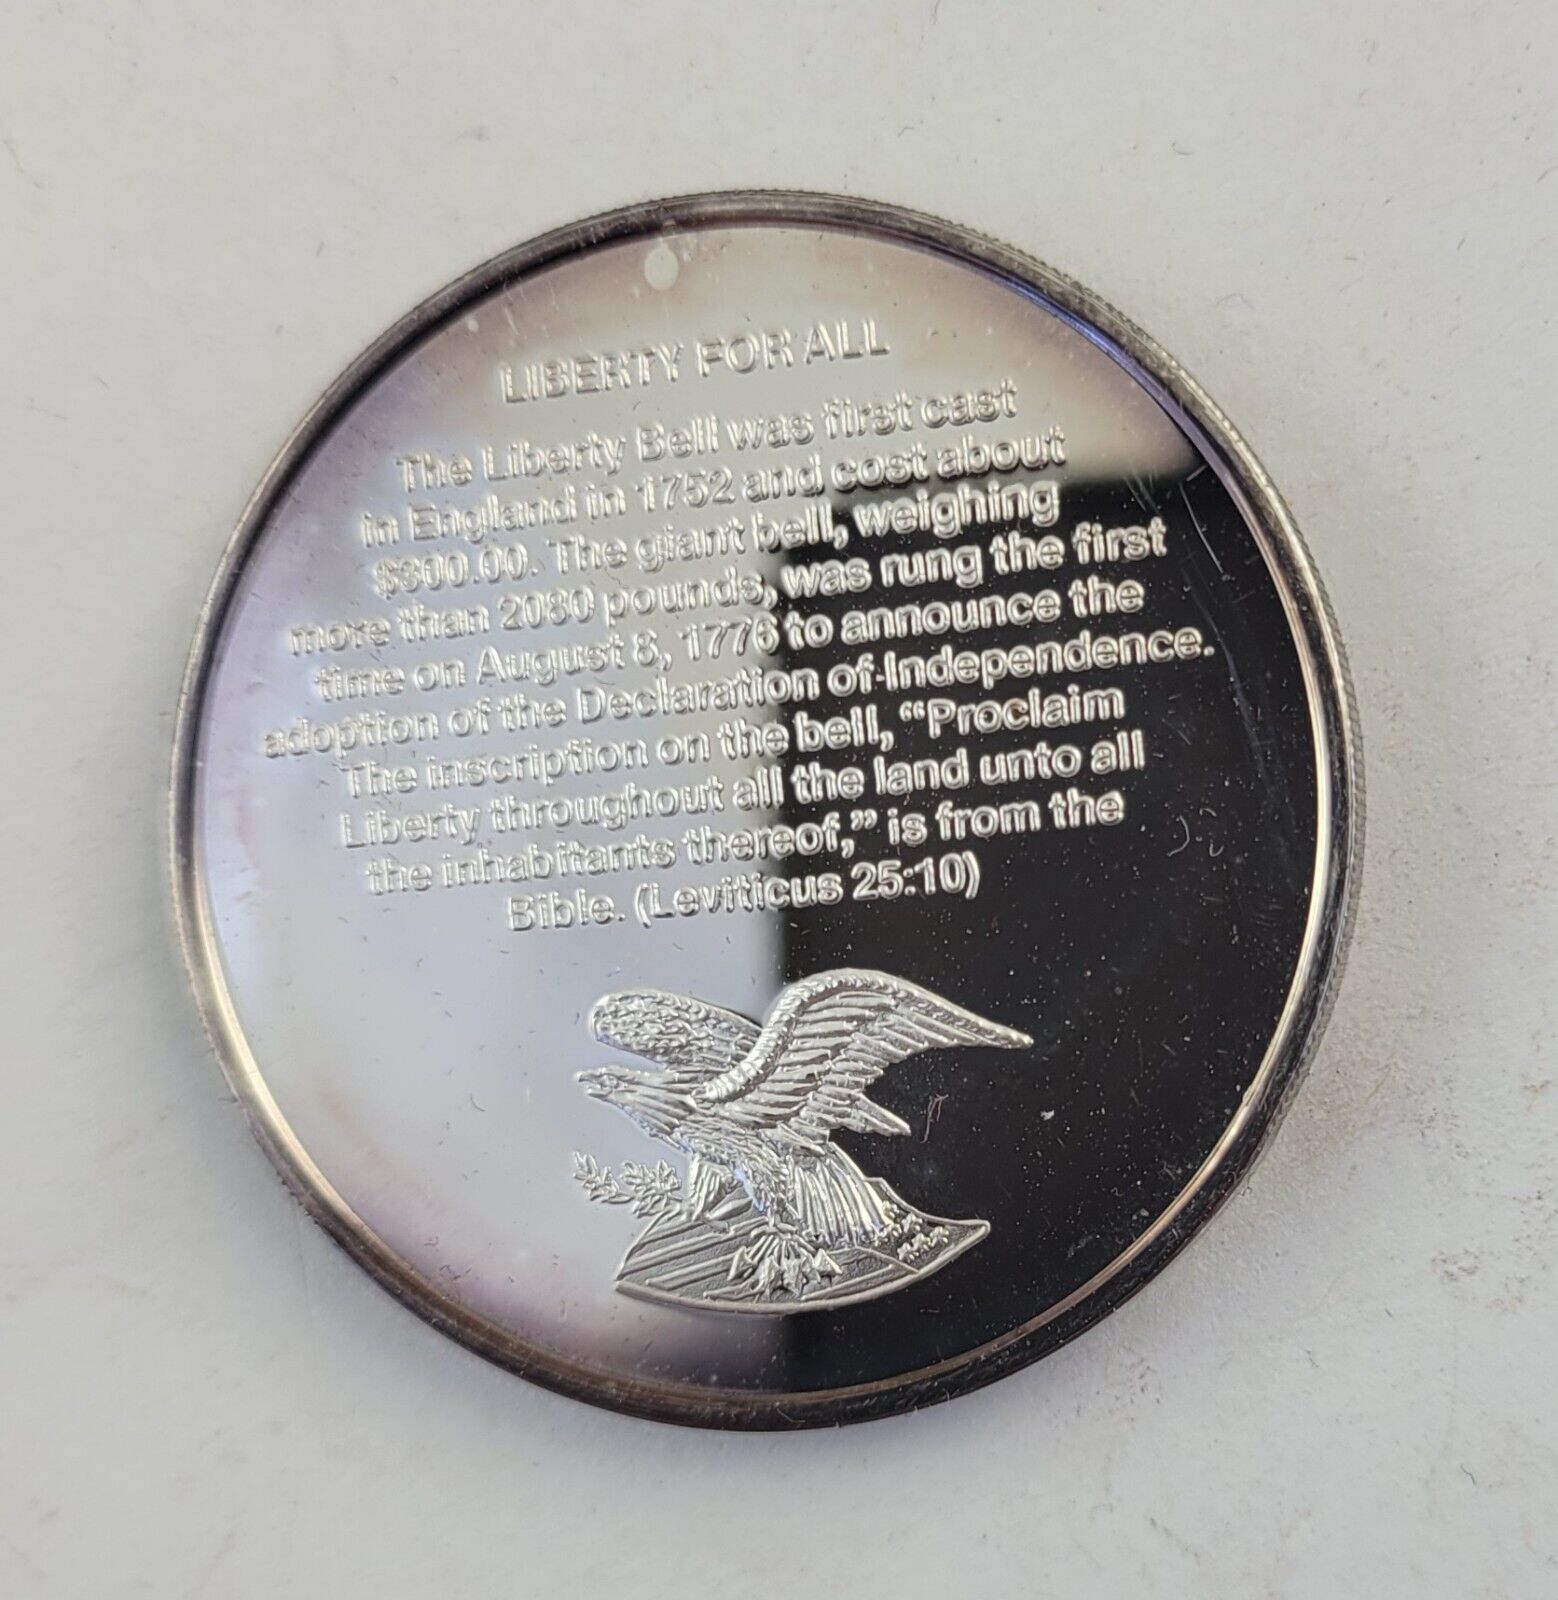 LIBERTY FOR ALL
The Liberty Bell was first cast
in England in 1752 and cost about
$300.00. The giant bell, weighing
more than 2080 pounds, was rung the first
time on August 8, 1776 to announce the
adoption of the Declaration of Independence.
The inscription on the bell, “Proclaim
Liberty throughout all the land unto all
the inhabitants thereof,” is from the
Bible. (Leviticus 25:10)